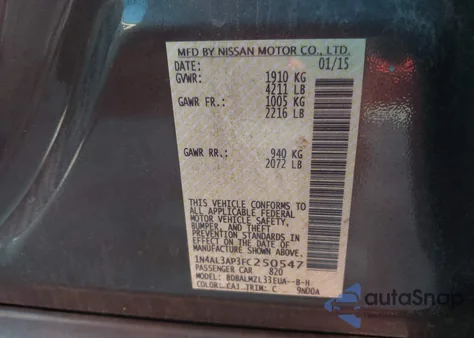 MFD BY NISSAN MOTOR CO., LTD.
DATE: 01/15
GVWR: 1910 KG
4211 LB
GAWR FR.: 1005 KG
2216 LB
GAWR RR.: 940 KG
2072 LB
THIS VEHICLE CONFORMS TO
ALL APPLICABLE FEDERAL
MOTOR VEHICLE SAFETY,
BUMPER, AND THEFT
PREVENTION STANDARDS IN
EFFECT ON THE DATE OF
MANUFACTURE SHOWN ABOVE.
1N4AL3AP3FC250547
PASSENGER CAR 820
MODEL: BDBALMZL33EUA--B-H
COLOR: CAJ TRIM: C 9N00A
autoSnap